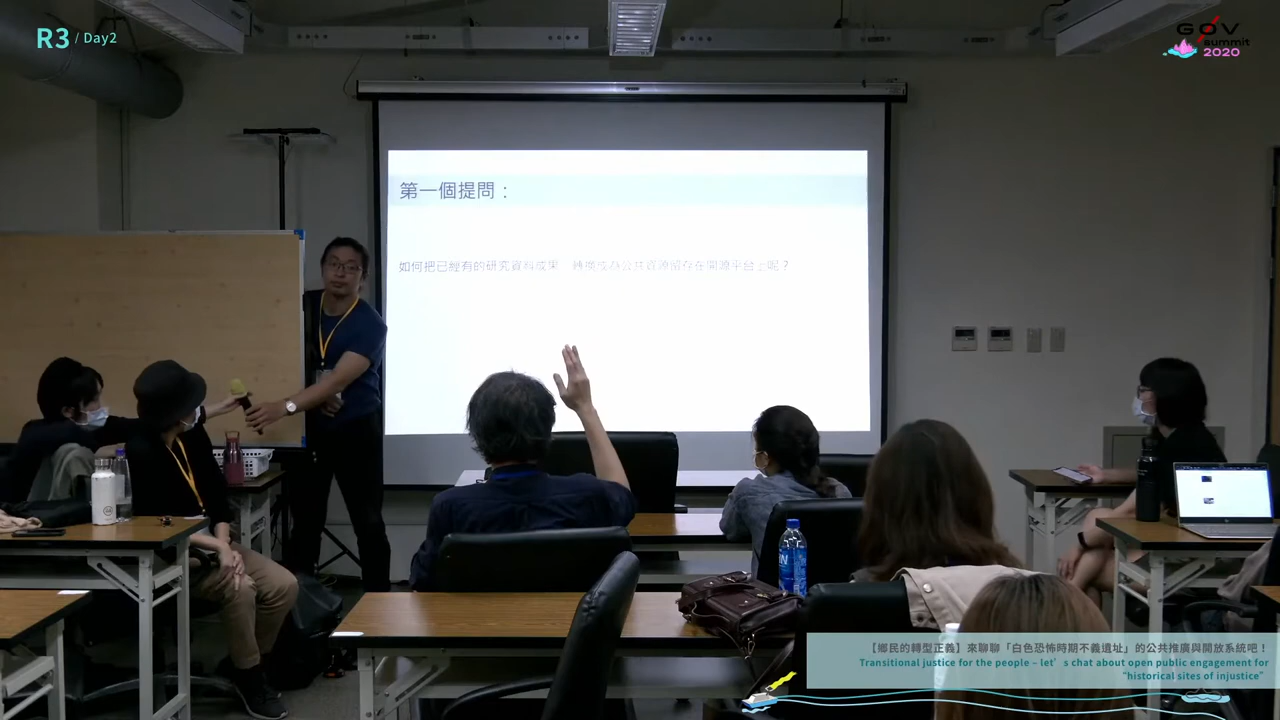 R3 / Day2
G0V
summit
2020
第一個提問：
如何把已經有的研究資料成果，轉換成為公共資源留存在開源平台上呢？
【鄉民的轉型正義】來聊聊「白色恐怖時期不義遺址」的公共推廣與開放系統吧！
Transitional justice for the people – let's chat about open public engagement for
"historical sites of injustice"